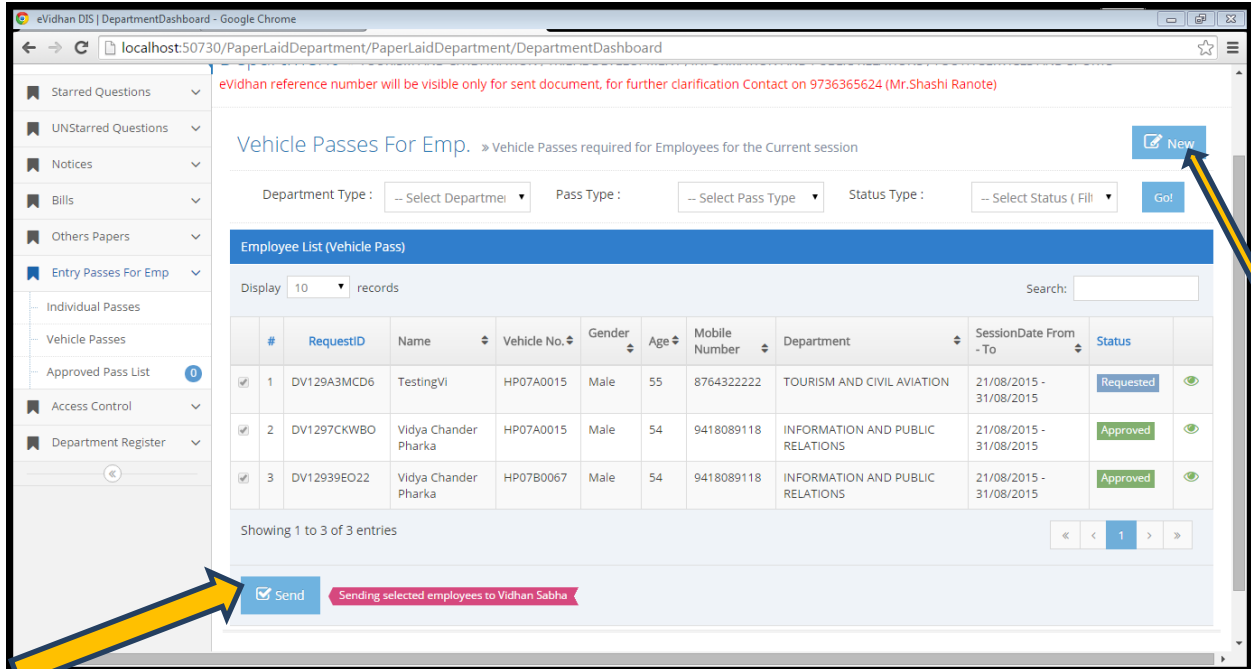 eVidhan DIS | DepartmentDashboard - Google Chrome
localhost:50730/PaperLaidDepartment/PaperLaidDepartment/DepartmentDashboard
eVidhan reference number will be visible only for sent document, for further clarification Contact on 9736365624 (Mr.Shashi Ranote)
Starred Questions
UNStarred Questions
Notices
Bills
Others Papers
Entry Passes For Emp
Individual Passes
Vehicle Passes
Approved Pass List 0
Access Control
Department Register
Vehicle Passes For Emp. » Vehicle Passes required for Employees for the Current session
New
Department Type : -- Select Departmei Pass Type : -- Select Pass Type Status Type : -- Select Status ( Filt Go!
Employee List (Vehicle Pass)
Display 10 records Search:
# RequestID Name Vehicle No. Gender Age Mobile Number Department SessionDate From - To Status
1 DV129A3MCD6 TestingVi HP07A0015 Male 55 8764322222 TOURISM AND CIVIL AVIATION 21/08/2015 - 31/08/2015 Requested
2 DV1297CKWBO Vidya Chander Pharka HP07A0015 Male 54 9418089118 INFORMATION AND PUBLIC RELATIONS 21/08/2015 - 31/08/2015 Approved
3 DV12939EO22 Vidya Chander Pharka HP07B0067 Male 54 9418089118 INFORMATION AND PUBLIC RELATIONS 21/08/2015 - 31/08/2015 Approved
Showing 1 to 3 of 3 entries
« < 1 > »
Send
Sending selected employees to Vidhan Sabha